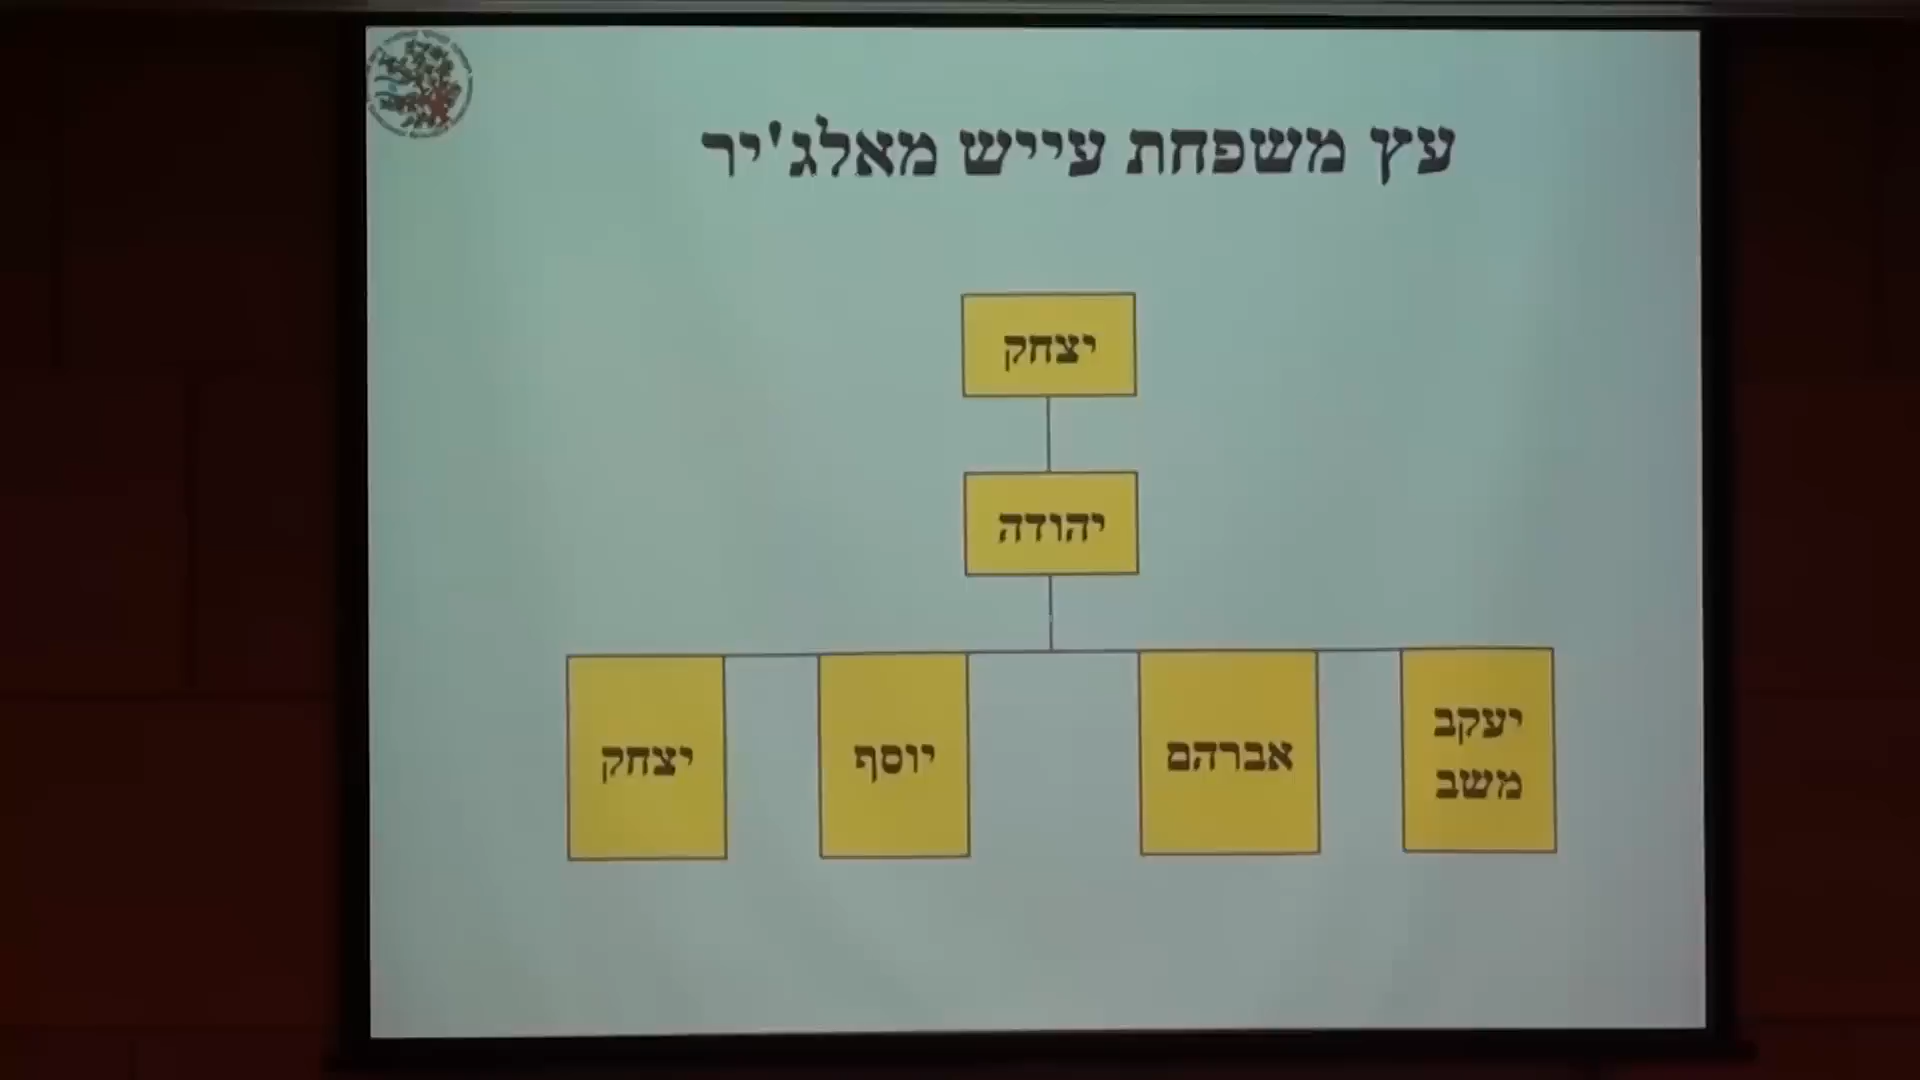 עץ משפחת עייש מאלג'יר
יצחק
יהודה
יעקב
משב
אברהם
יוסף
יצחק